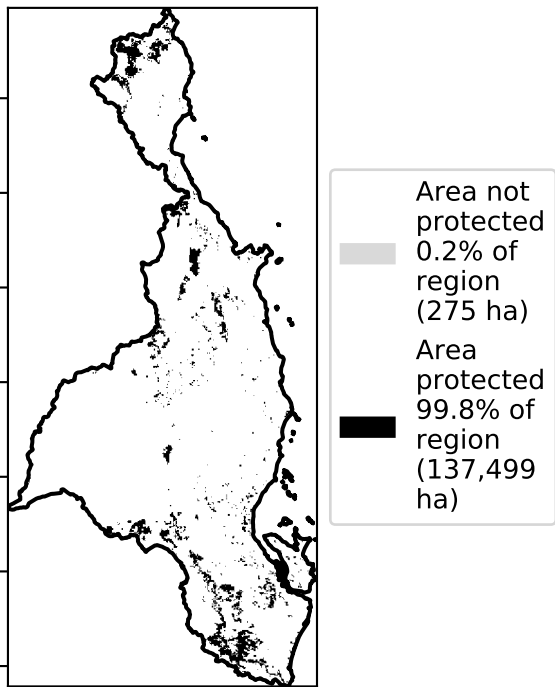 Area not
protected
0.2% of
region
(275 ha)
Area
protected
99.8% of
region
(137,499
ha)